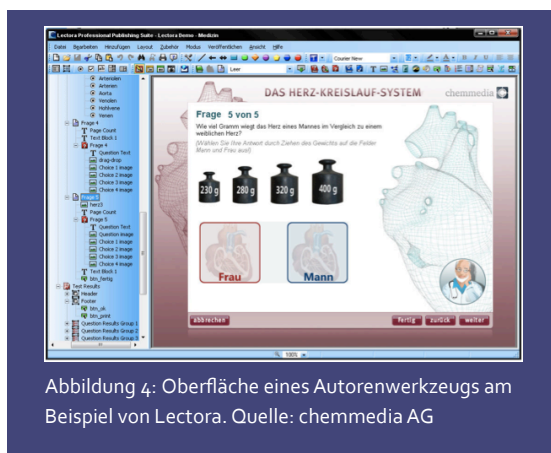 Lectora Professional Publishing Suite - Lectora Demo - Medizin
Datei Bearbeiten Hinzufügen Layout Zubehör Modus Veröffentlichen Ansicht Hilfe
Courier New
Leer
Arteriolen
Arterien
Aorta
Venolen
Hohlvene
Venen
Frage 4
Page Count
Text Block 1
Frage 4
Question Text
drag-drop
Choice 1 image
Choice 2 image
Choice 3 image
Choice 4 image
Frage 5
herz3
Page Count
Frage 5
Question Text
Question image
Choice 1 image
Choice 2 image
Choice 3 image
Choice 4 image
Text Block 1
btn_fertig
Test Results
Header
Footer
btn_ok
btn_print
Question Results Group 1
Question Results Group 2
Question Results Group 3
DAS HERZ-KREISLAUF-SYSTEM
chemmedia
Frage 5 von 5
Wie viel Gramm wiegt das Herz eines Mannes im Vergleich zu einem
weiblichen Herz?
(Wählen Sie Ihre Antwort durch Ziehen des Gewichts auf die Felder
Mann und Frau aus!)
230 g 280 g 320 g 400 g
Frau Mann
abbrechen fertig zurück weiter
100%
Abbildung 4: Oberfläche eines Autorenwerkzeugs am
Beispiel von Lectora. Quelle: chemmedia AG